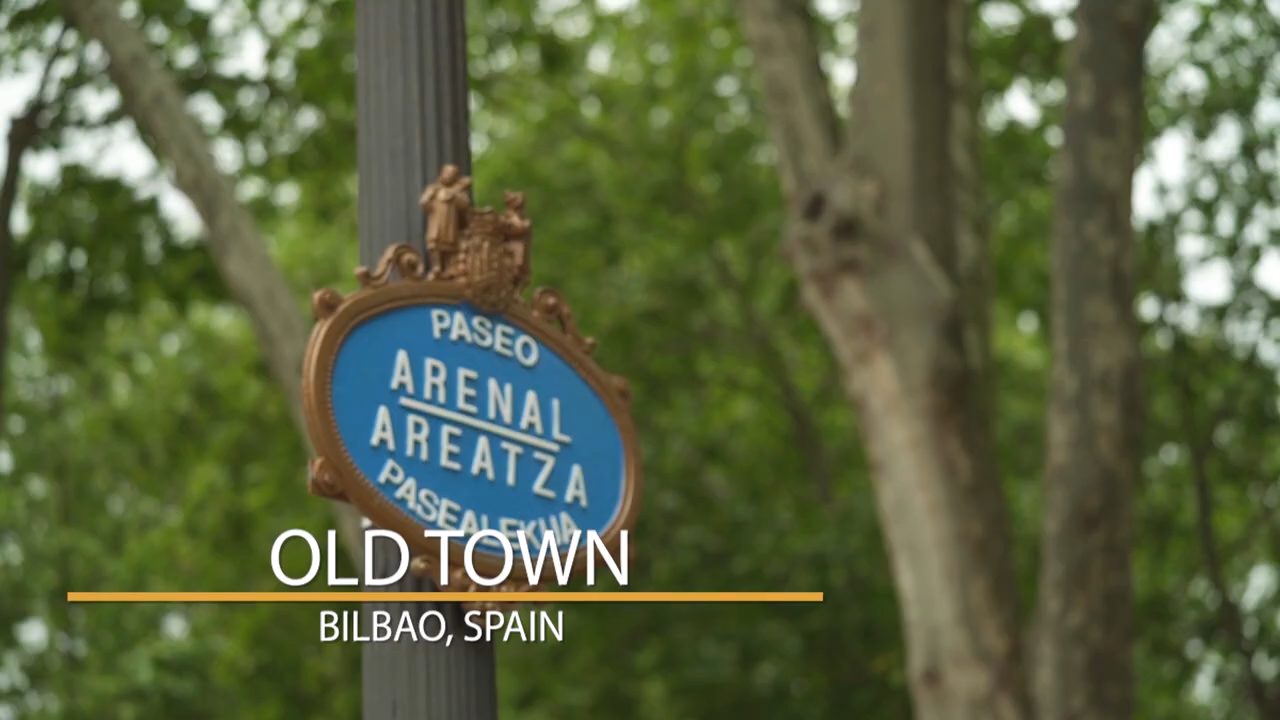 PASEO
ARENAL
AREATZA
PASEALEKUA
OLD TOWN
BILBAO, SPAIN